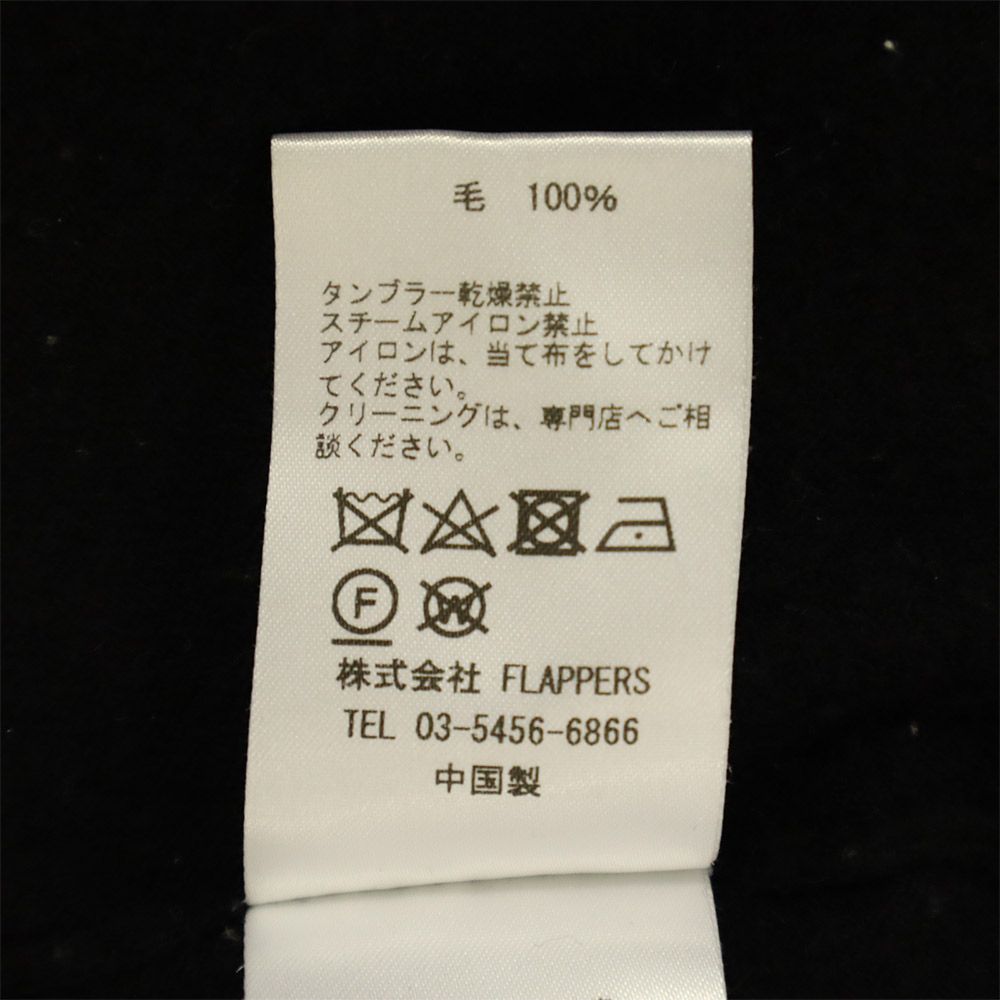 毛 100%
タンブラー乾燥禁止
スチームアイロン禁止
アイロンは、当て布をしてかけ
てください。
クリーニングは、専門店へご相
談ください。
F W
株式会社 FLAPPERS
TEL 03-5456-6866
中国製